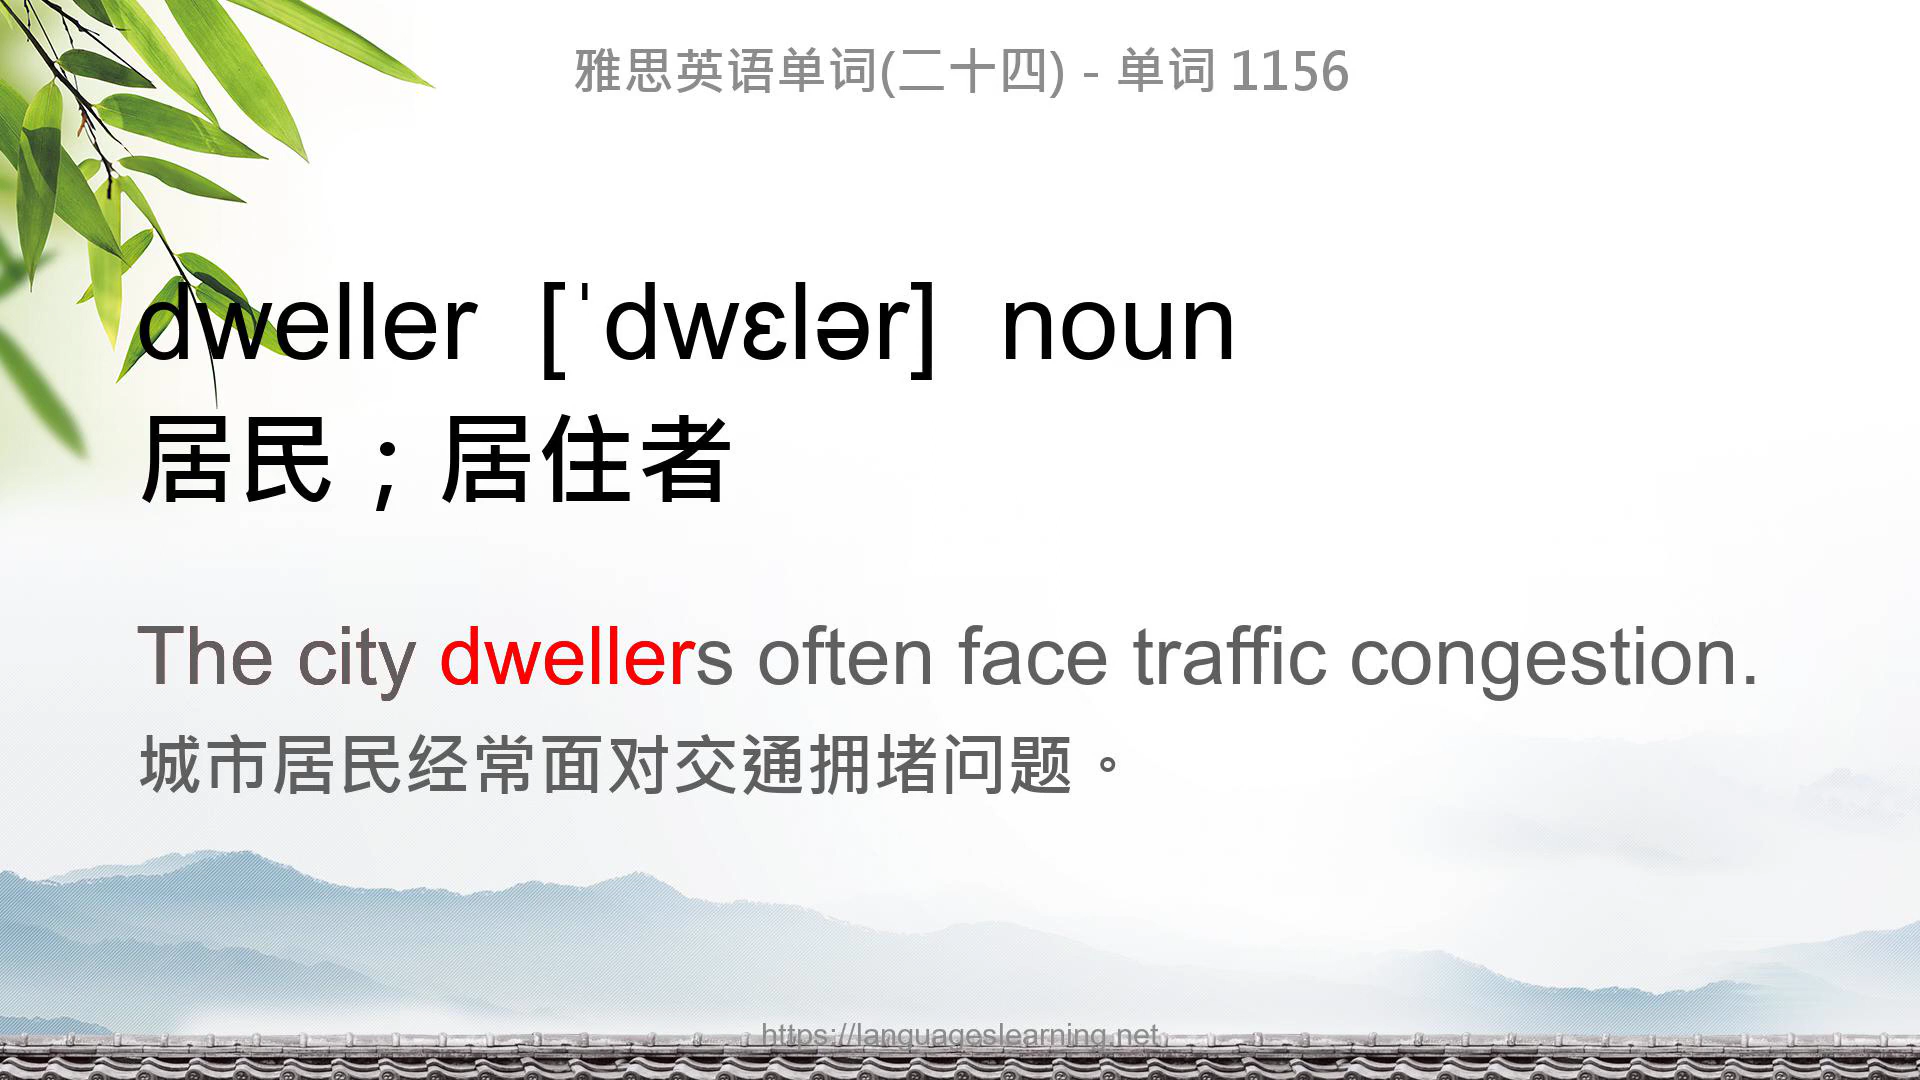 雅思英语单词(二十四) - 单词 1156
dweller [ˈdwɛlər] noun
居民；居住者
The city dwellers often face traffic congestion.
城市居民经常面对交通拥堵问题。
https://languageslearning.net